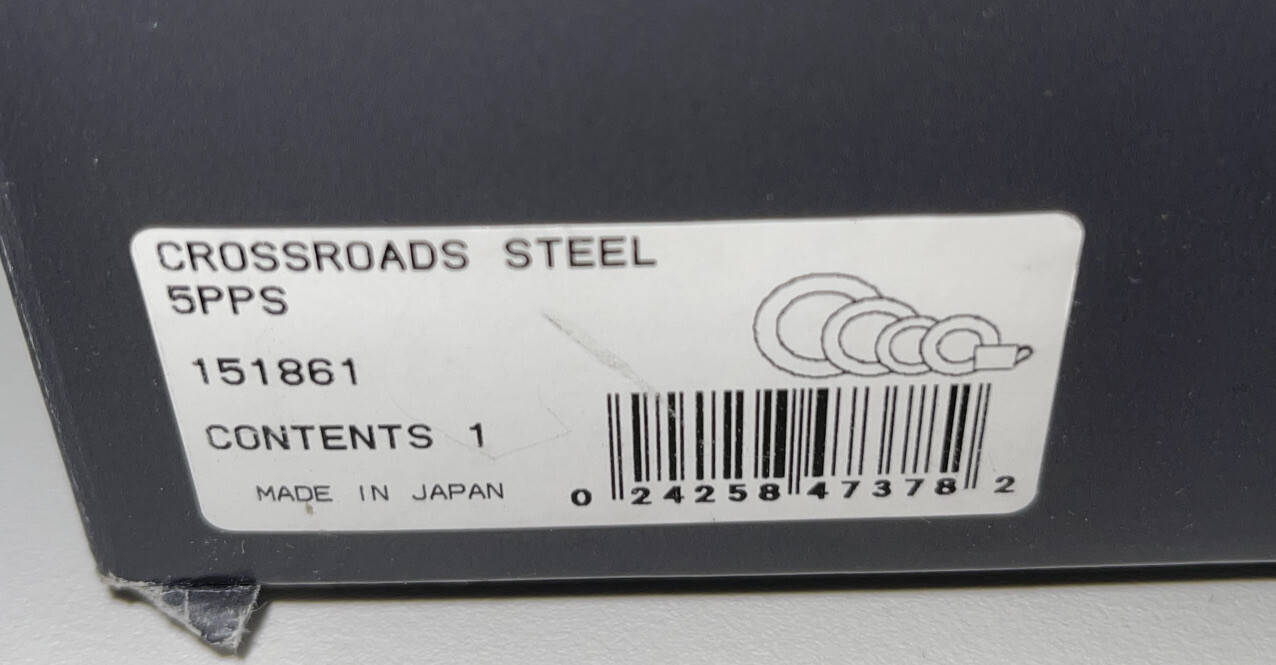 CROSSROADS STEEL
5PPS
151861
CONTENTS 1
MADE IN JAPAN
0 24258 47378 2